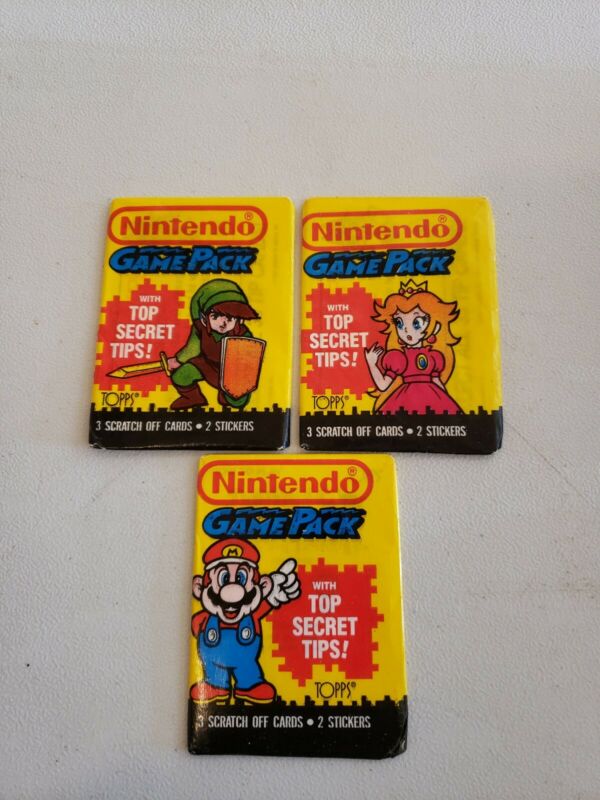 Nintendo®
GAME PACK
WITH
TOP
SECRET
TIPS!
TOPPS®
3 SCRATCH OFF CARDS • 2 STICKERS
Nintendo®
GAME PACK
WITH
TOP
SECRET
TIPS!
TOPPS®
3 SCRATCH OFF CARDS • 2 STICKERS
Nintendo®
GAME PACK
M
WITH
TOP
SECRET
TIPS!
TOPPS®
3 SCRATCH OFF CARDS • 2 STICKERS